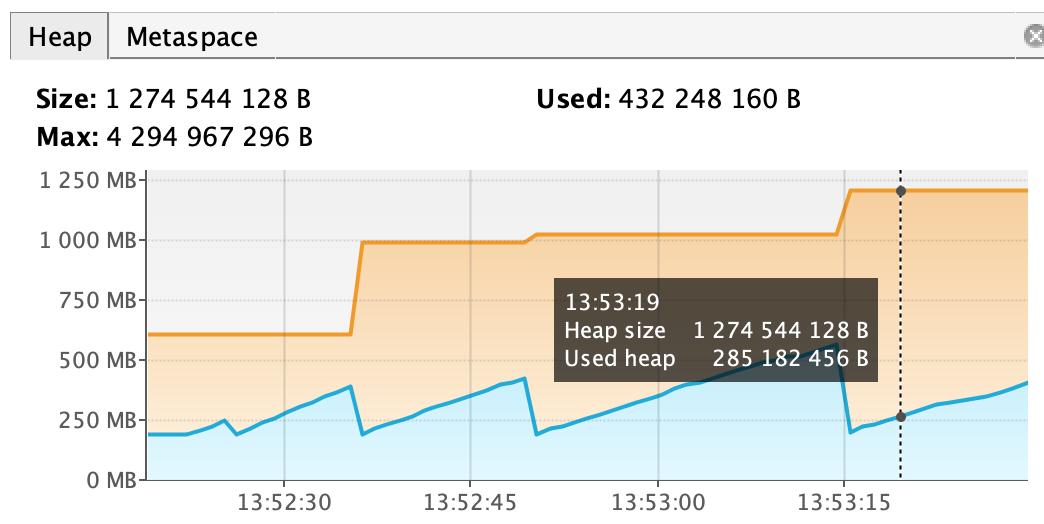 Heap Metaspace
Size: 1 274 544 128 B Used: 432 248 160 B
Max: 4 294 967 296 B
1 250 MB
1 000 MB
750 MB
500 MB
250 MB
0 MB
13:53:19
Heap size 1 274 544 128 B
Used heap 285 182 456 B
13:52:30 13:52:45 13:53:00 13:53:15